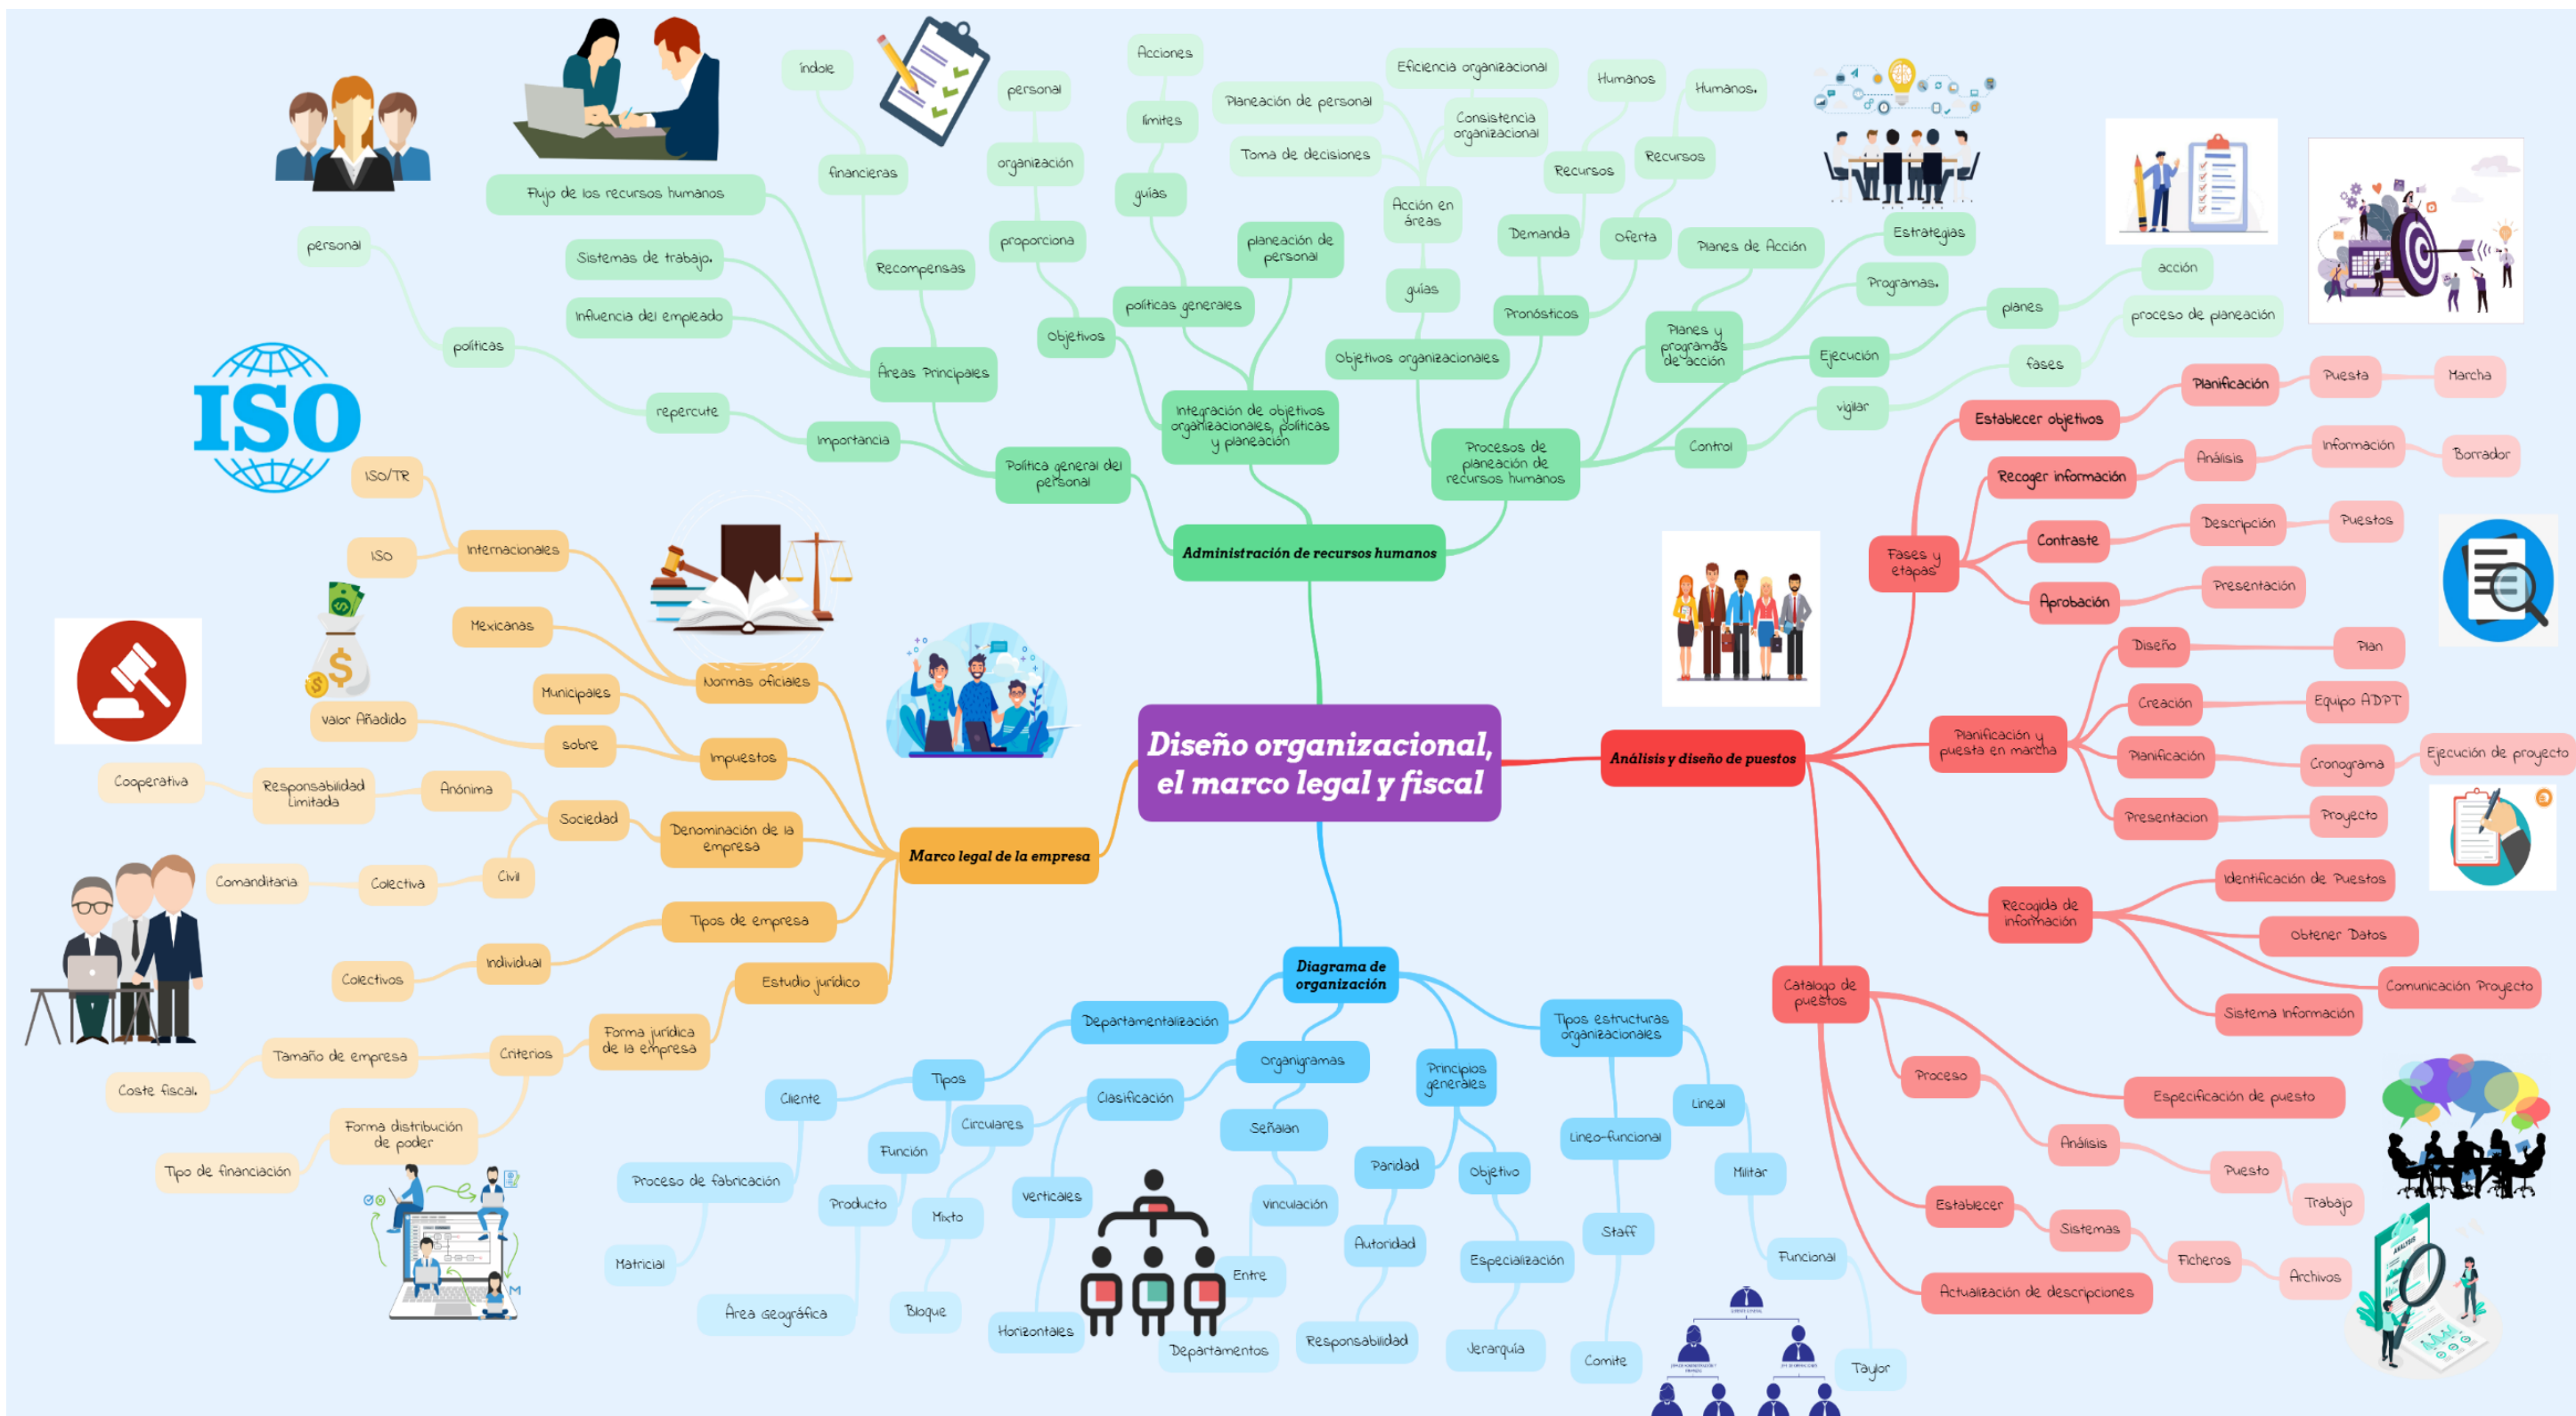 Diseño organizacional,
el marco legal y fiscal
Administración de recursos humanos
Política general del
personal
Importancia
repercute
políticas
personal
Áreas Principales
Influencia del empleado
Sistemas de trabajo.
Flujo de los recursos humanos
Recompensas
financieras
índole
Integración de objetivos
organizacionales, políticas
y planeación
Objetivos
proporciona
organización
personal
políticas generales
guías
límites
Acciones
planeación de
personal
Procesos de
planeación de
recursos humanos
Objetivos organizacionales
guías
Acción en
áreas
Toma de decisiones
Planeación de personal
Eficiencia organizacional
Consistencia
organizacional
Pronósticos
Demanda
Recursos
Humanos
Oferta
Recursos
Humanos.
Planes y
programas
de acción
Planes de Acción
Estrategias
Programas.
Ejecución
planes
acción
Control
vigilar
fases
proceso de planeación
Análisis y diseño de puestos
Fases y
etapas
Establecer objetivos
Planificación
Puesta
Marcha
Recoger información
Análisis
Información
Borrador
Contraste
Descripción
Puestos
Aprobación
Presentación
Planificación y
puesta en marcha
Diseño
Plan
Creación
Equipo ADPT
Planificación
Cronograma
Ejecución de proyecto
Presentacion
Proyecto
Recogida de
información
Identificación de Puestos
Obtener Datos
Comunicación Proyecto
Sistema Información
Catalogo de
puestos
Especificación de puesto
Proceso
Análisis
Puesto
Trabajo
Establecer
Sistemas
Ficheros
Archivos
Actualización de descripciones
Diagrama de
organización
Departamentalización
Tipos
Cliente
Proceso de fabricación
Matricial
Función
Producto
Área Geográfica
Organigramas
Clasificación
Circulares
Mixto
Bloque
Verticales
Horizontales
Señalan
Vinculación
Entre
Departamentos
Principios
generales
Paridad
Autoridad
Responsabilidad
Objetivo
Especialización
Jerarquía
Tipos estructuras
organizacionales
Lineo-funcional
Staff
Comite
Lineal
Militar
Funcional
Taylor
Marco legal de la empresa
Normas oficiales
Internacionales
ISO/TR
ISO
Mexicanas
Impuestos
Municipales
sobre
Valor Añadido
Denominación de la
empresa
Sociedad
Anónima
Responsabilidad
Limitada
Cooperativa
Civil
Colectiva
Comanditaria
Tipos de empresa
Individual
Colectivos
Estudio jurídico
Forma jurídica
de la empresa
Criterios
Tamaño de empresa
Coste fiscal.
Forma distribución
de poder
Tipo de financiación
ISO
ANALYSIS